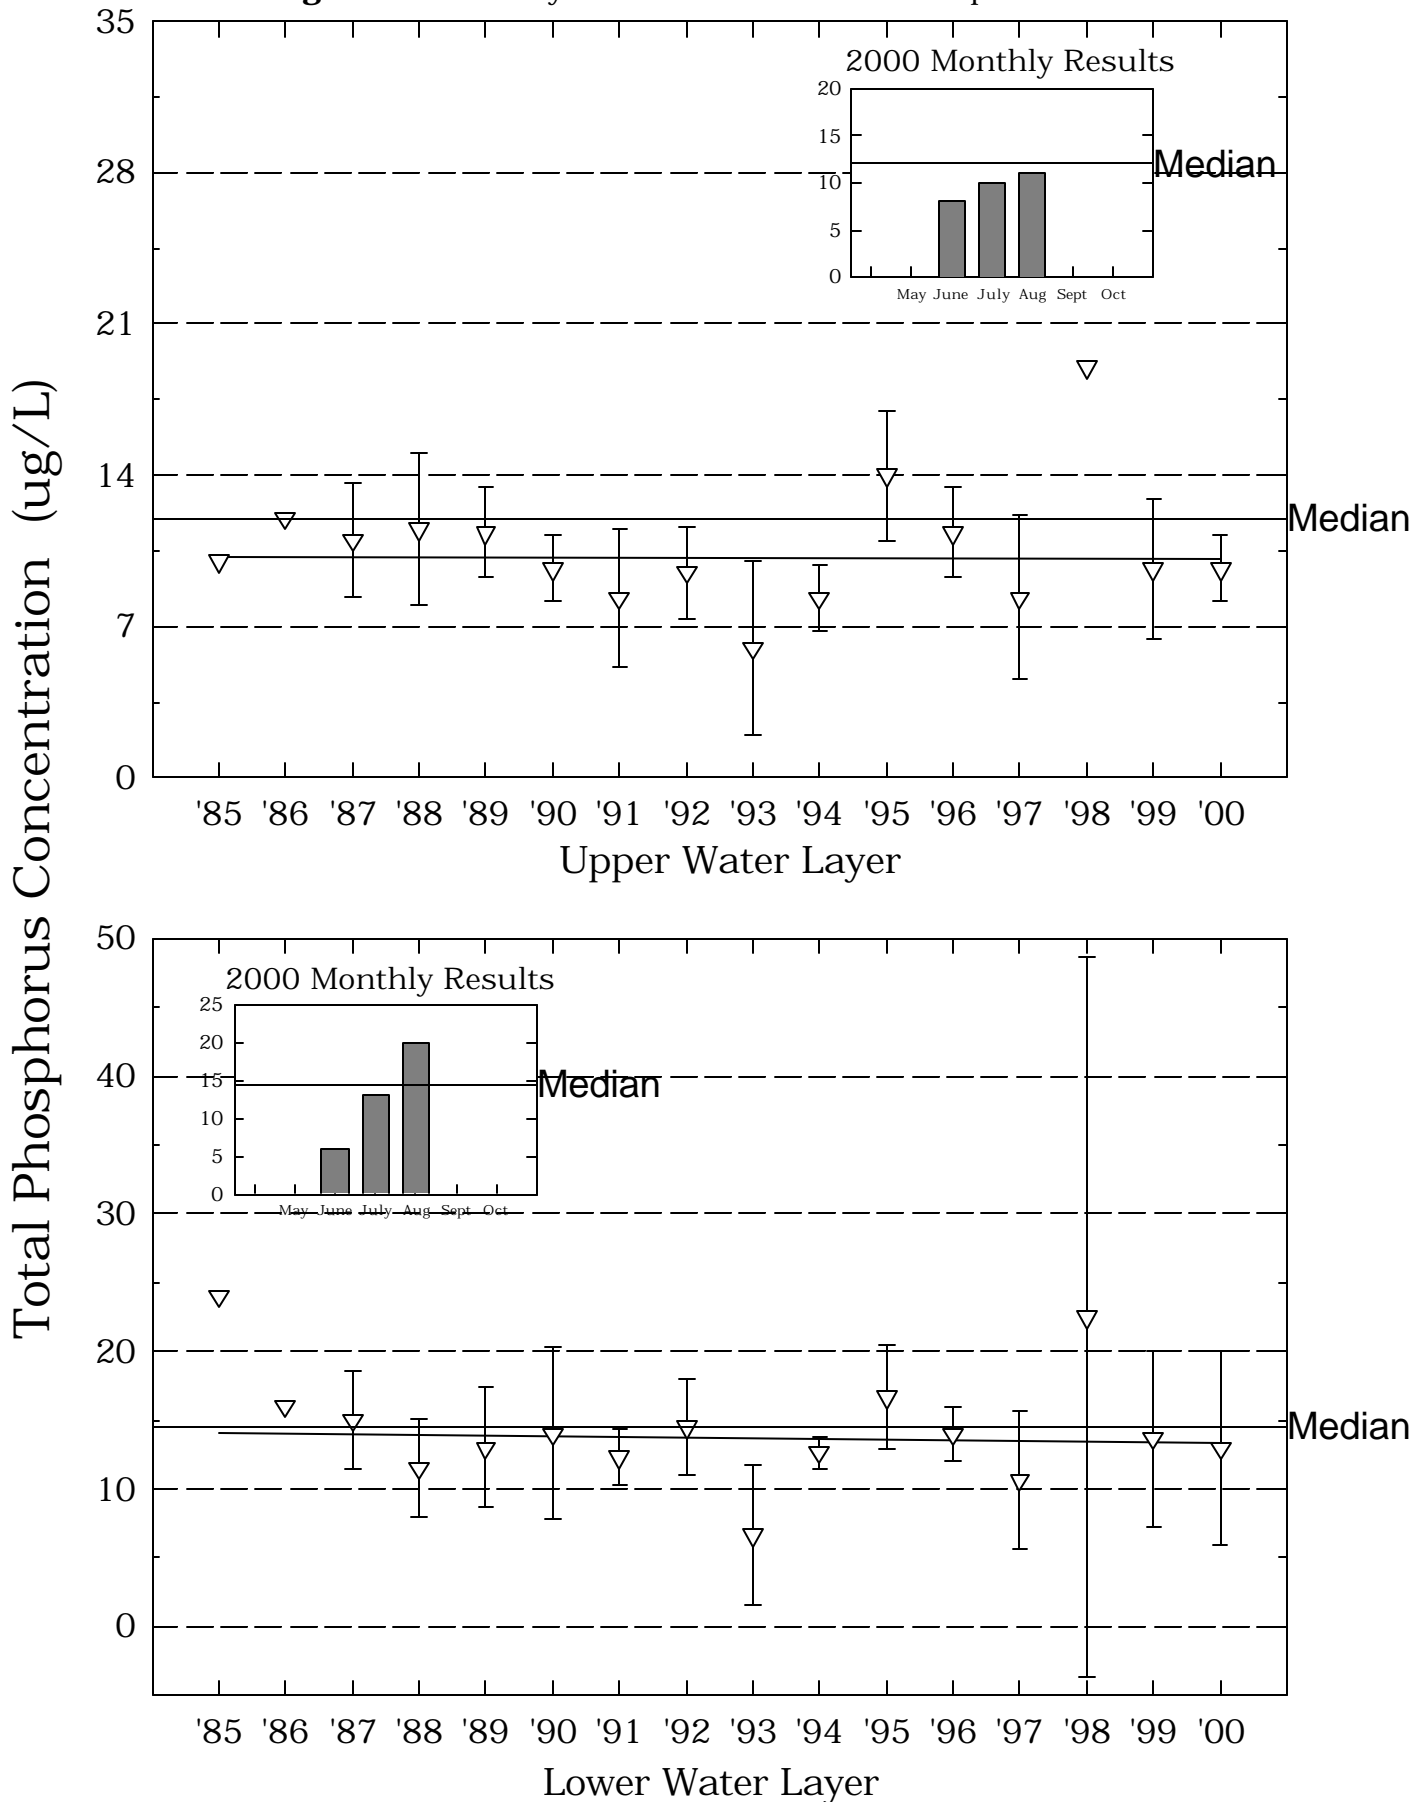 35
2000 Monthly Results
20
15
Median
28
10
5
0
May June July Aug Sept Oct
21
14
Median
7
0
'85 '86 '87 '88 '89 '90 '91 '92 '93 '94 '95 '96 '97 '98 '99 '00
Upper Water Layer
Total Phosphorus Concentration (ug/L)
50
2000 Monthly Results
25
20
40
15
Median
10
5
0
30
May June July Aug Sept Oct
20
Median
10
0
'85 '86 '87 '88 '89 '90 '91 '92 '93 '94 '95 '96 '97 '98 '99 '00
Lower Water Layer